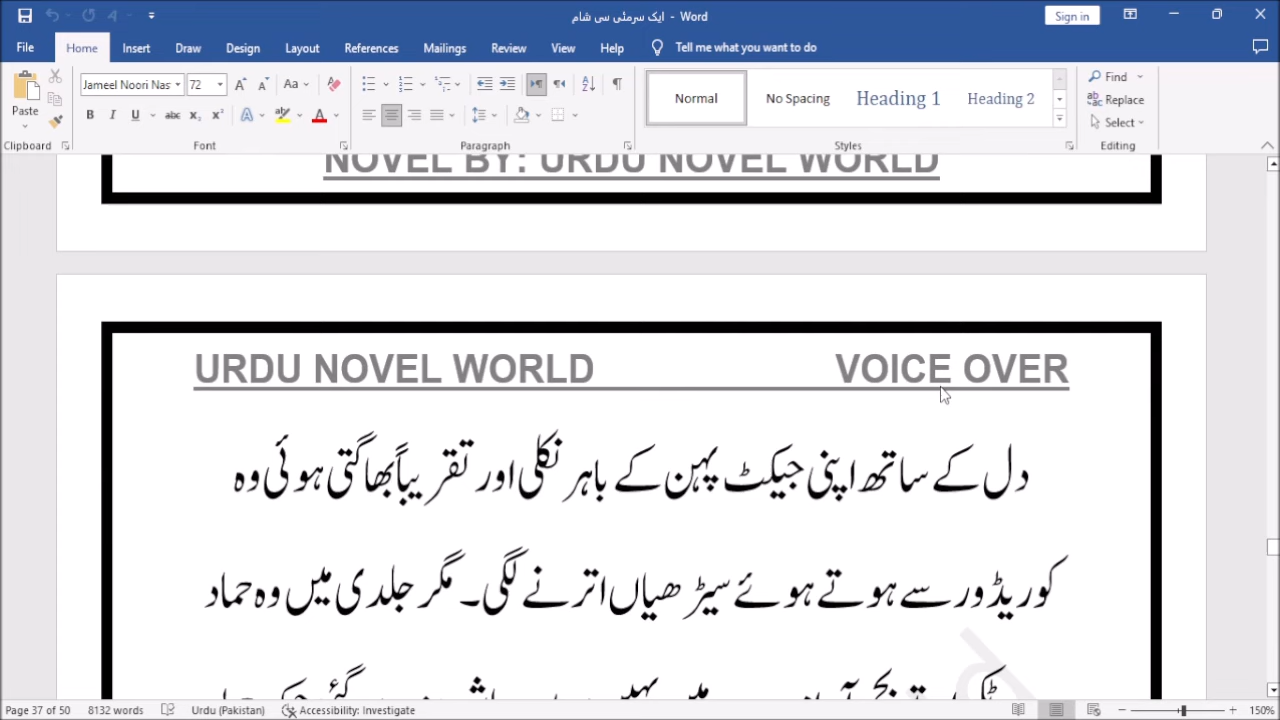 ایک سرمئی سی شام - Word
Sign in
File Home Insert Draw Design Layout References Mailings Review View Help Tell me what you want to do
Paste
Clipboard
Jameel Noori Nas 72
Font
Paragraph
Normal
No Spacing
Heading 1
Heading 2
Styles
Find
Replace
Select
Editing
NOVEL BY: URDU NOVEL WORLD
URDU NOVEL WORLD VOICE OVER
دل کے ساتھ اپنی جیکٹ پہن کے باہر نکلی اور تقریباً بھاگتی ہوئی وہ
کوریڈور سے ہوتے ہوئے سیڑھیاں اترنے لگی۔ مگر جلدی میں وہ حماد
Page 37 of 50 8132 words Urdu (Pakistan) Accessibility: Investigate 150%